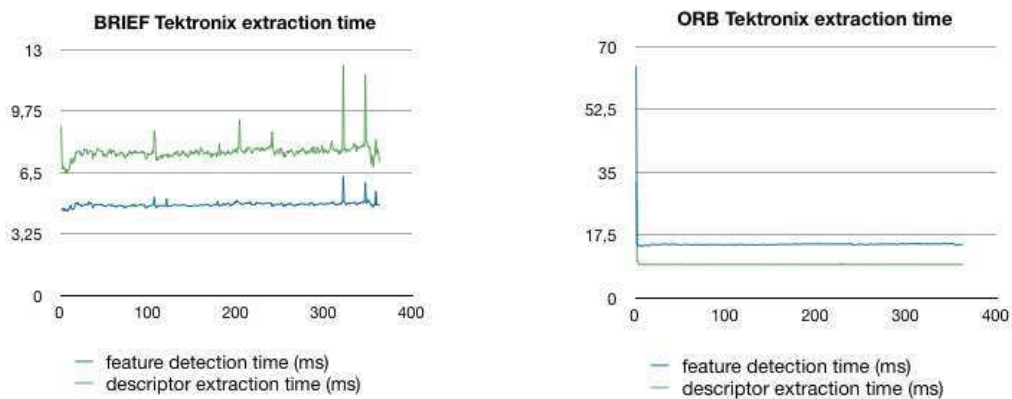 BRIEF Tektronix extraction time
13
9,75
6,5
3,25
0
0 100 200 300 400
feature detection time (ms)
descriptor extraction time (ms)
ORB Tektronix extraction time
70
52,5
35
17,5
0
0 100 200 300 400
feature detection time (ms)
descriptor extraction time (ms)